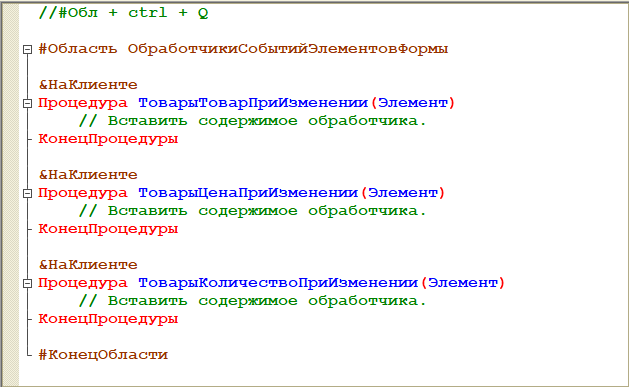 //#Обл + ctrl + Q
#Область ОбработчикиСобытийЭлементовФормы
&НаКлиенте
Процедура ТоварыТоварПриИзменении(Элемент)
// Вставить содержимое обработчика.
КонецПроцедуры
&НаКлиенте
Процедура ТоварыЦенаПриИзменении(Элемент)
// Вставить содержимое обработчика.
КонецПроцедуры
&НаКлиенте
Процедура ТоварыКоличествоПриИзменении(Элемент)
// Вставить содержимое обработчика.
КонецПроцедуры
#КонецОбласти